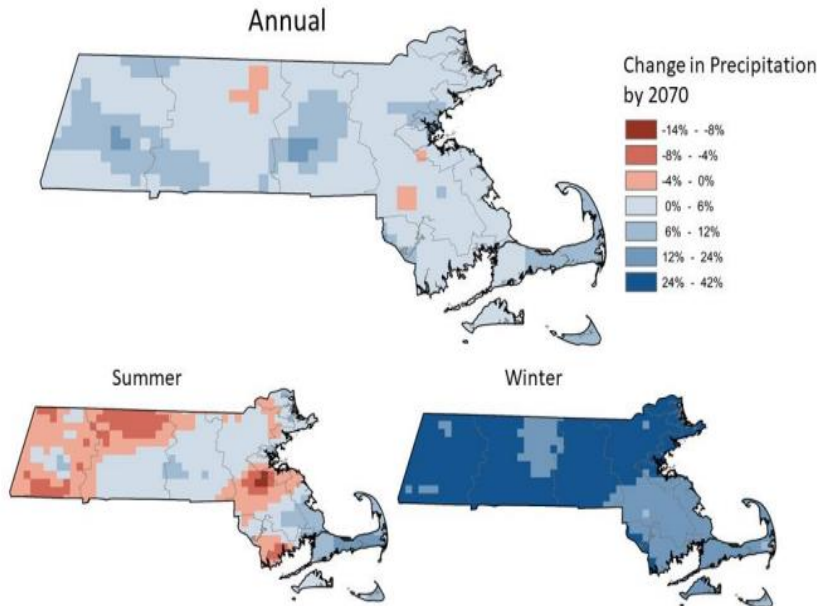 Annual
Change in Precipitation
by 2070
-14% - -8%
-8% - -4%
-4% - 0%
0% - 6%
6% - 12%
12% - 24%
24% - 42%
Summer
Winter